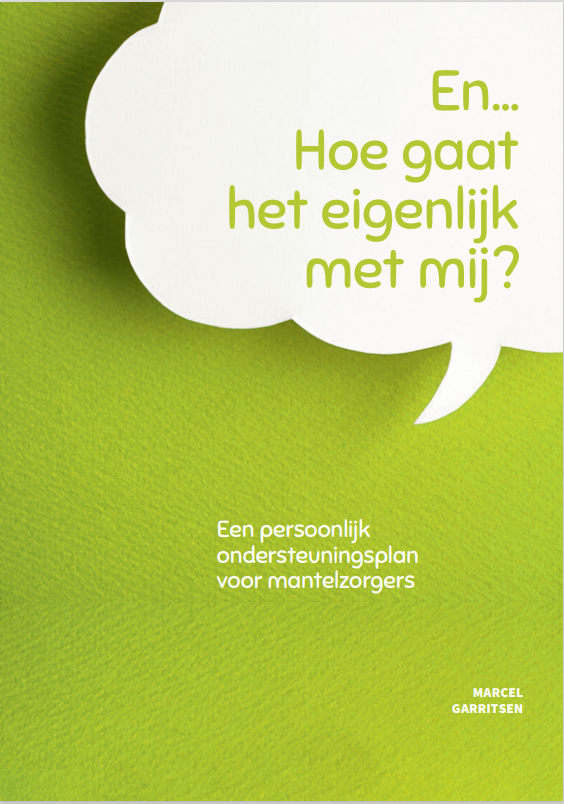 En...
Hoe gaat
het eigenlijk
met mij?
Een persoonlijk
ondersteuningsplan
voor mantelzorgers
MARCEL
GARRITSEN